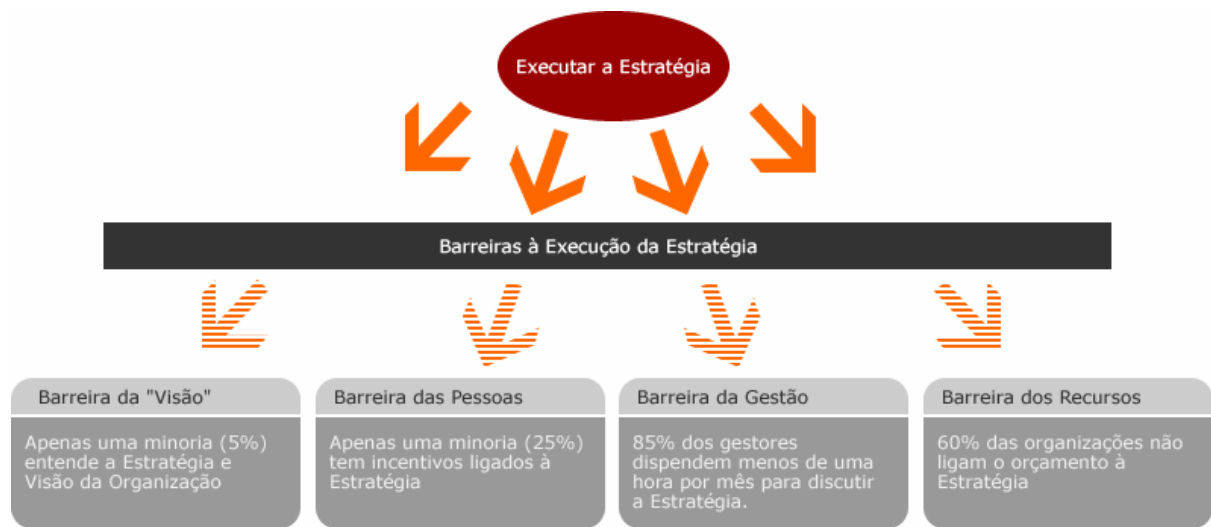 Executar a Estratégia
Barreiras à Execução da Estratégia
Barreira da "Visão"
Apenas uma minoria (5%)
entende a Estratégia e
Visão da Organização
Barreira das Pessoas
Apenas uma minoria (25%)
tem incentivos ligados à
Estratégia
Barreira da Gestão
85% dos gestores
dispendem menos de uma
hora por mês para discutir
a Estratégia.
Barreira dos Recursos
60% das organizações não
ligam o orçamento à
Estratégia